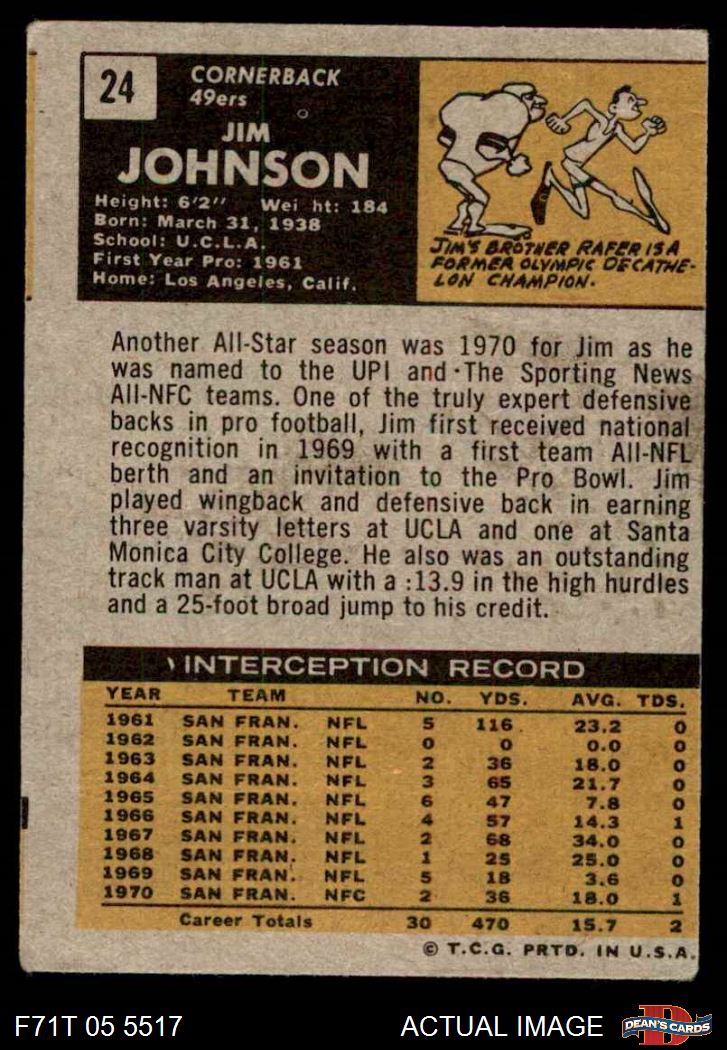 24
CORNERBACK
49ers
JIM
JOHNSON
Height: 6'2" Wei ht: 184
Born: March 31, 1938
School: U.C.L.A.
First Year Pro: 1961
Home: Los Angeles, Calif.
JIM'S BROTHER RAFER IS A
FORMER OLYMPIC DECATHE-
LON CHAMPION.
Another All-Star season was 1970 for Jim as he
was named to the UPI and The Sporting News
All-NFC teams. One of the truly expert defensive
backs in pro football, Jim first received national
recognition in 1969 with a first team All-NFL
berth and an invitation to the Pro Bowl. Jim
played wingback and defensive back in earning
three varsity letters at UCLA and one at Santa
Monica City College. He also was an outstanding
track man at UCLA with a :13.9 in the high hurdles
and a 25-foot broad jump to his credit.
INTERCEPTION RECORD
YEAR TEAM NO. YDS. AVG. TDS.
1961 SAN FRAN. NFL 5 116 23.2 0
1962 SAN FRAN. NFL 0 0 0.0 0
1963 SAN FRAN. NFL 2 36 18.0 0
1964 SAN FRAN. NFL 3 65 21.7 0
1965 SAN FRAN. NFL 6 47 7.8 0
1966 SAN FRAN. NFL 4 57 14.3 1
1967 SAN FRAN. NFL 2 68 34.0 0
1968 SAN FRAN. NFL 1 25 25.0 0
1969 SAN FRAN. NFL 5 18 3.6 0
1970 SAN FRAN. NFC 2 36 18.0 1
Career Totals 30 470 15.7 2
© T.C.G. PRTD. IN U.S.A.
F71T 05 5517
ACTUAL IMAGE
D
DEAN'S CARDS